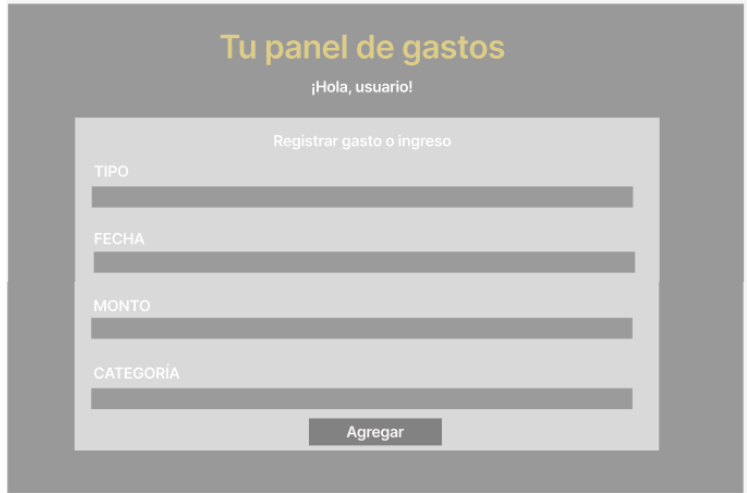 Tu panel de gastos
¡Hola, usuario!
Registrar gasto o ingreso
TIPO
FECHA
MONTO
CATEGORÍA
Agregar